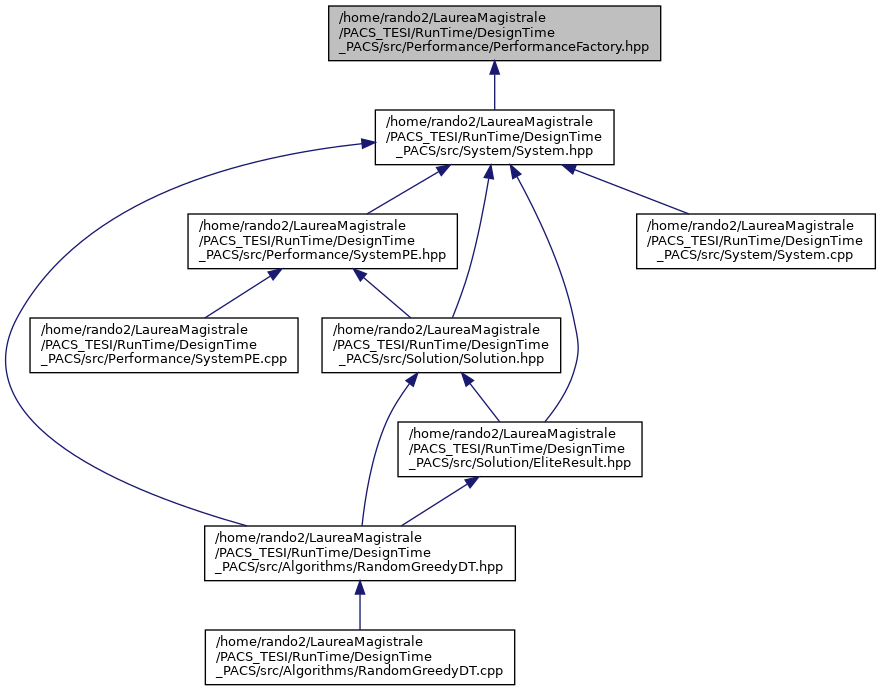 /home/rando2/LaureaMagistrale
/PACS_TESI/RunTime/DesignTime
_PACS/src/Performance/PerformanceFactory.hpp
/home/rando2/LaureaMagistrale
/PACS_TESI/RunTime/DesignTime
_PACS/src/System/System.hpp
/home/rando2/LaureaMagistrale
/PACS_TESI/RunTime/DesignTime
_PACS/src/Performance/SystemPE.hpp
/home/rando2/LaureaMagistrale
/PACS_TESI/RunTime/DesignTime
_PACS/src/System/System.cpp
/home/rando2/LaureaMagistrale
/PACS_TESI/RunTime/DesignTime
_PACS/src/Performance/SystemPE.cpp
/home/rando2/LaureaMagistrale
/PACS_TESI/RunTime/DesignTime
_PACS/src/Solution/Solution.hpp
/home/rando2/LaureaMagistrale
/PACS_TESI/RunTime/DesignTime
_PACS/src/Solution/EliteResult.hpp
/home/rando2/LaureaMagistrale
/PACS_TESI/RunTime/DesignTime
_PACS/src/Algorithms/RandomGreedyDT.hpp
/home/rando2/LaureaMagistrale
/PACS_TESI/RunTime/DesignTime
_PACS/src/Algorithms/RandomGreedyDT.cpp